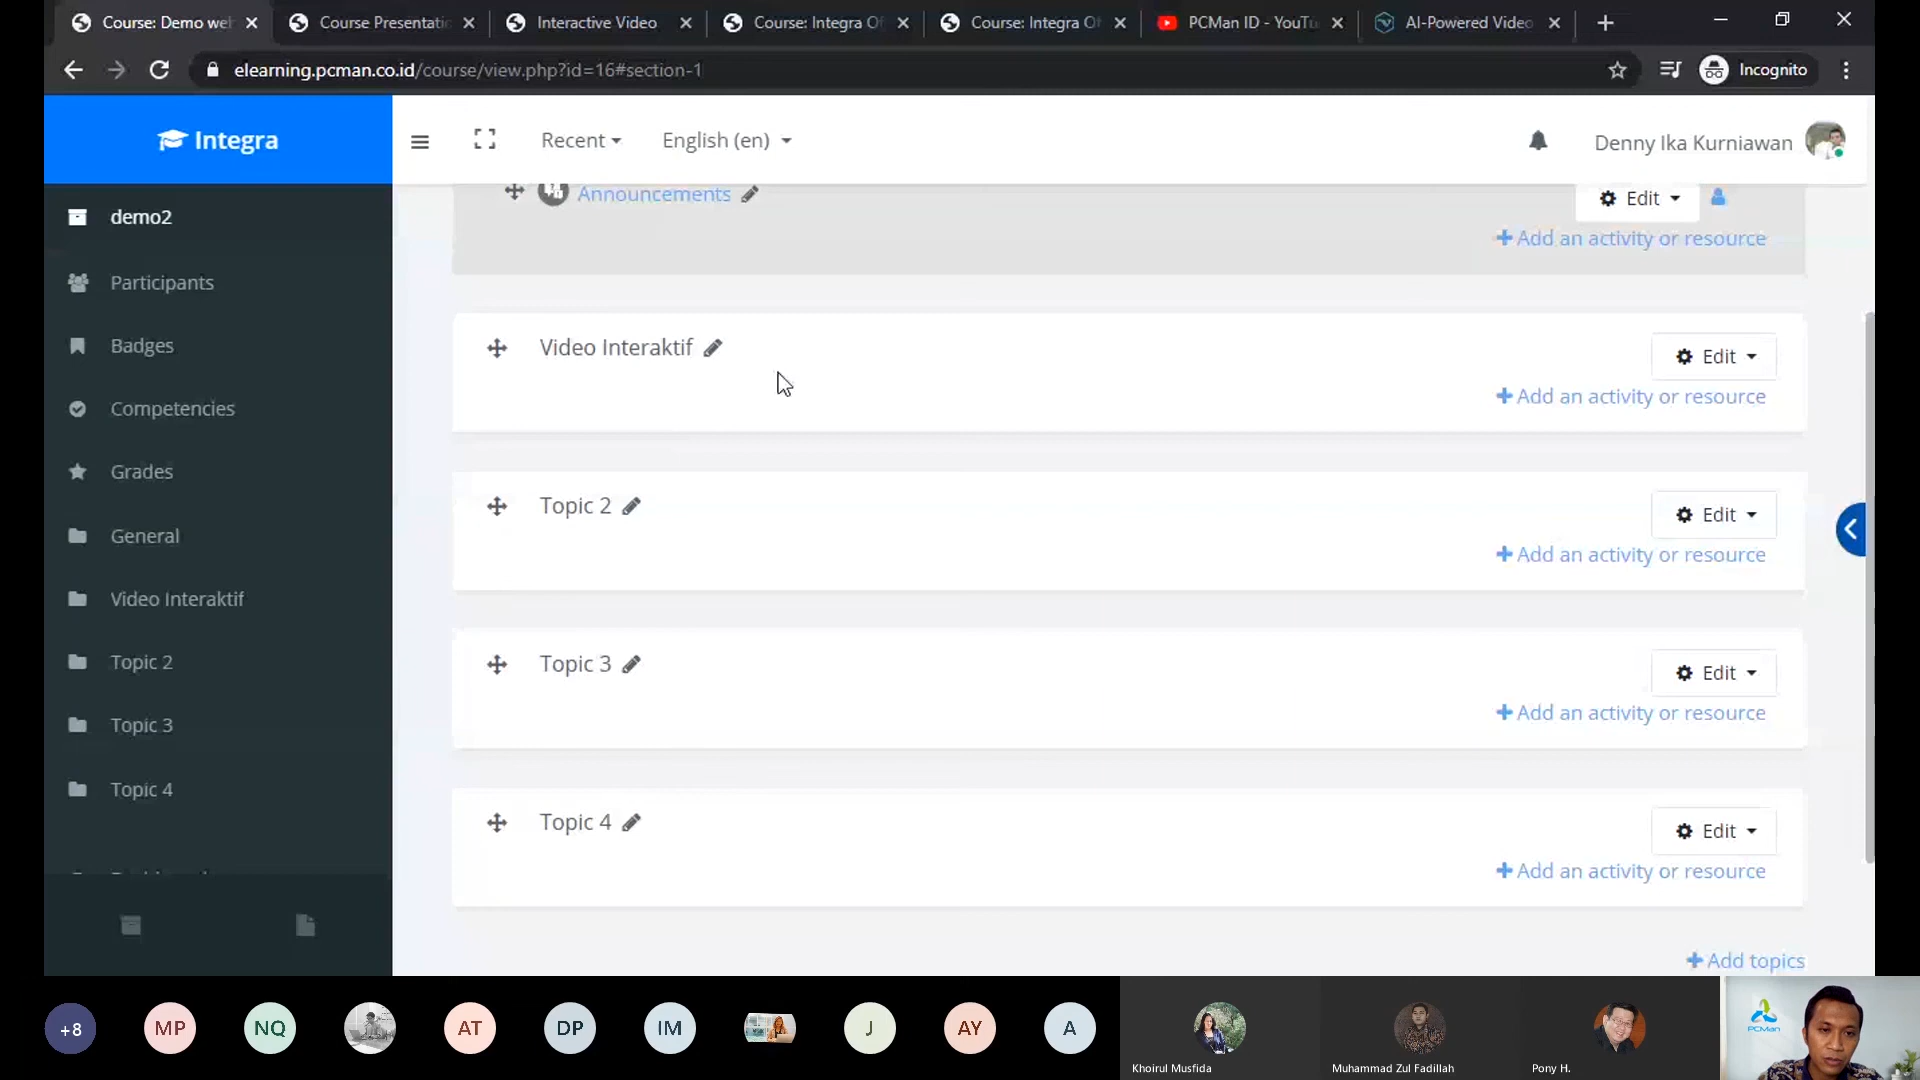 Course: Demo we
Course Presentati
Interactive Video
Course: Integra O
Course: Integra O
PCMan ID - YouTu
AI-Powered Video
elearning.pcman.co.id/course/view.php?id=16#section-1
Incognito
Integra
Recent
English (en)
Denny Ika Kurniawan
demo2
Participants
Badges
Competencies
Grades
General
Video Interaktif
Topic 2
Topic 3
Topic 4
Announcements
Edit
Add an activity or resource
Video Interaktif
Edit
Add an activity or resource
Topic 2
Edit
Add an activity or resource
Topic 3
Edit
Add an activity or resource
Topic 4
Edit
Add an activity or resource
Add topics
+8
MP
NQ
AT
DP
IM
J
AY
A
Khoirul Musfida
Muhammad Zul Fadillah
Pony H.
PCMan